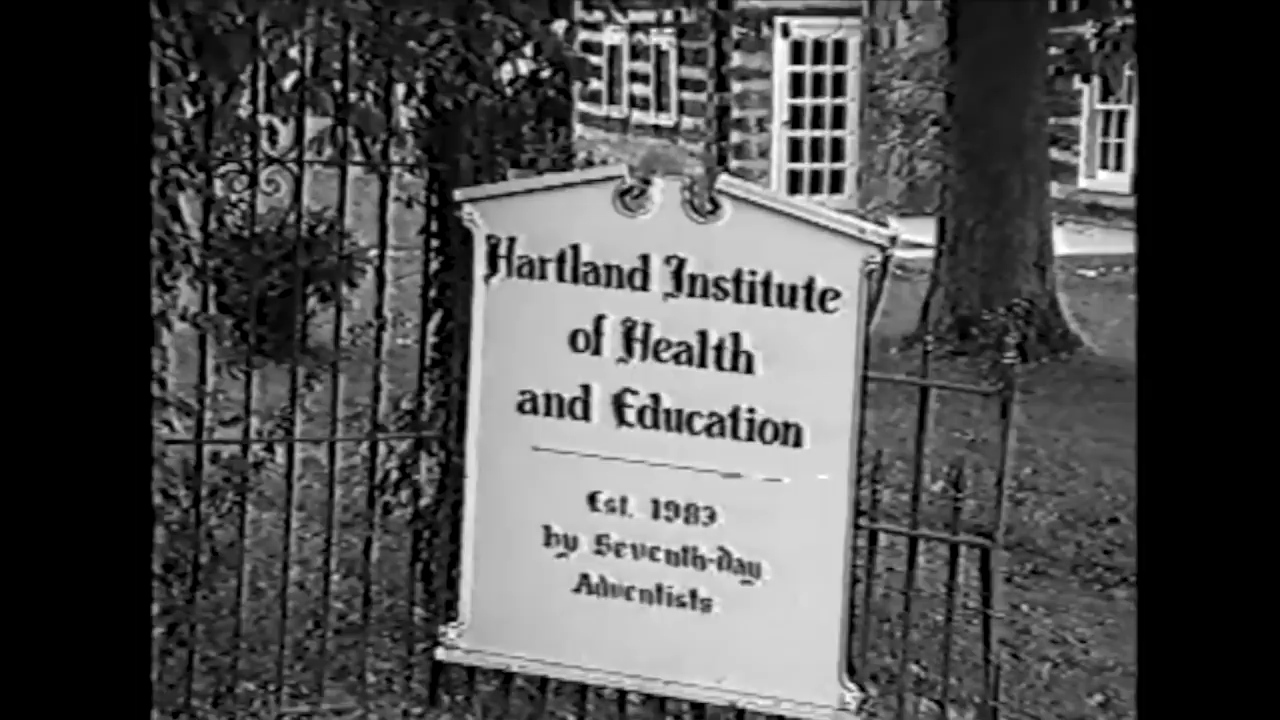 Hartland Institute
of Health
and Education
Est. 1983
by Seventh-day
Adventists